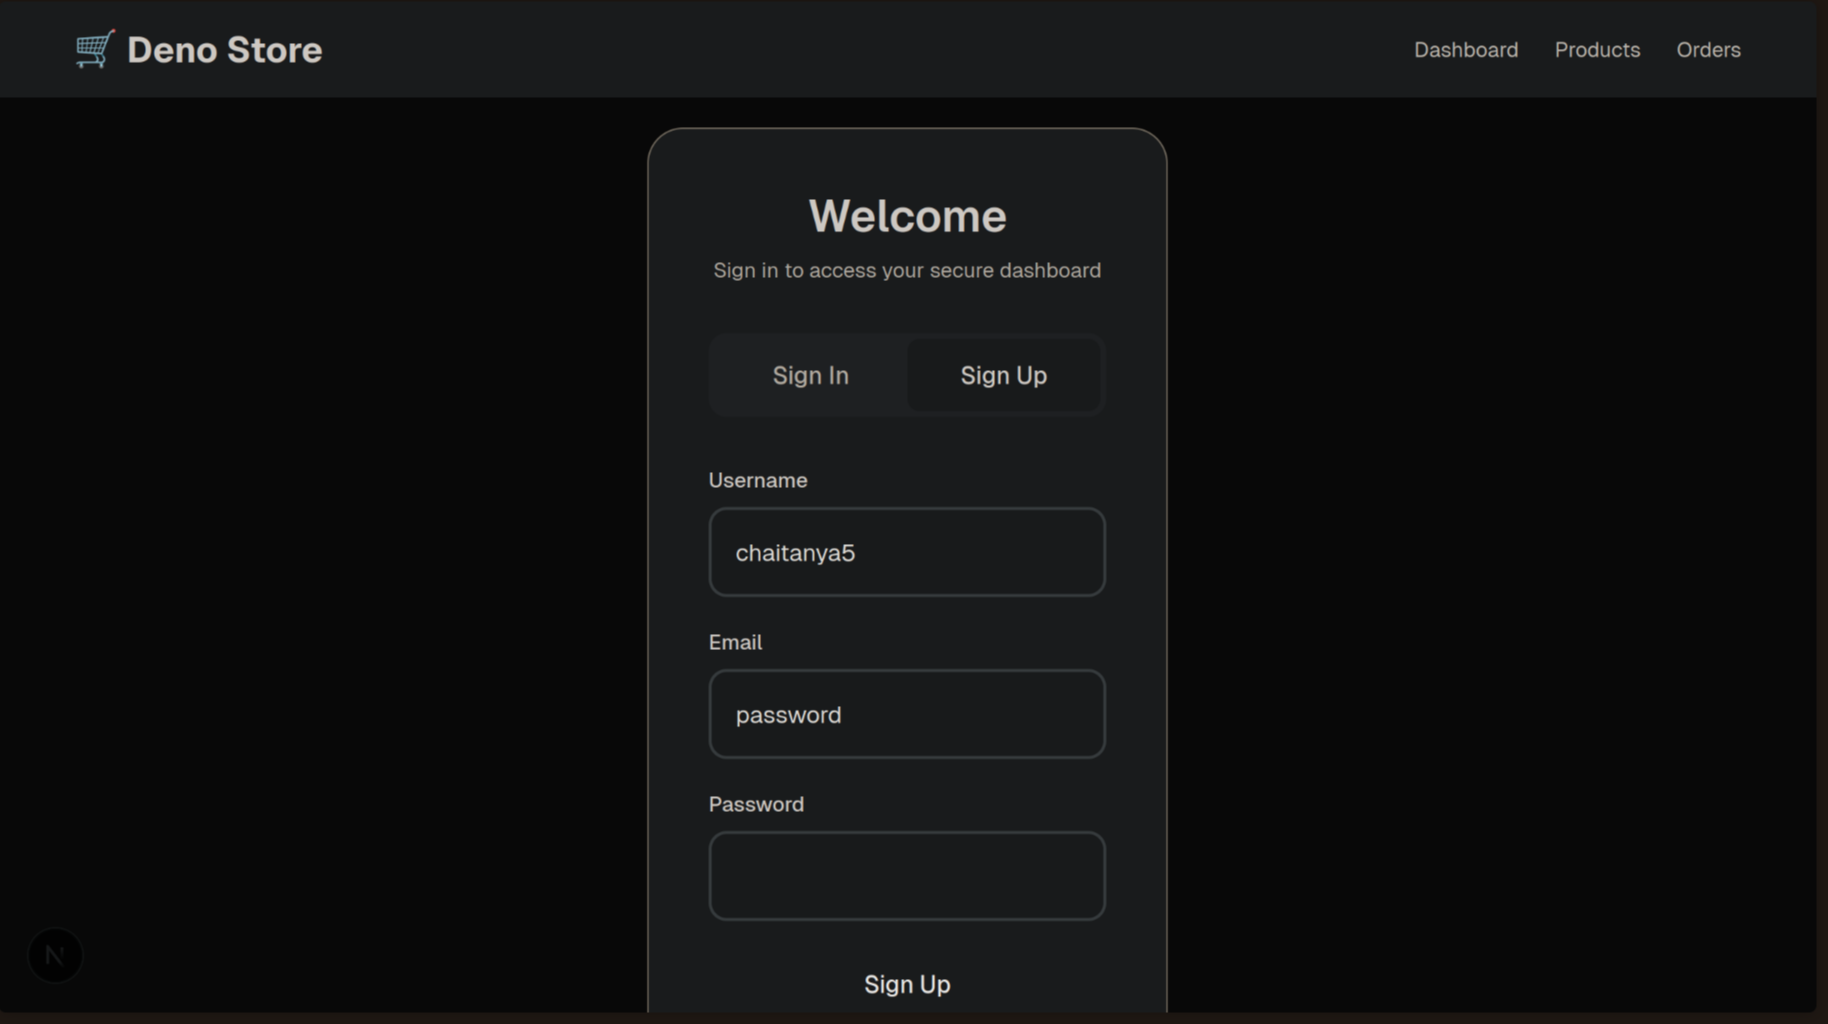 Deno Store
Dashboard Products Orders
Welcome
Sign in to access your secure dashboard
Sign In Sign Up
Username
chaitanya5
Email
password
Password
N
Sign Up